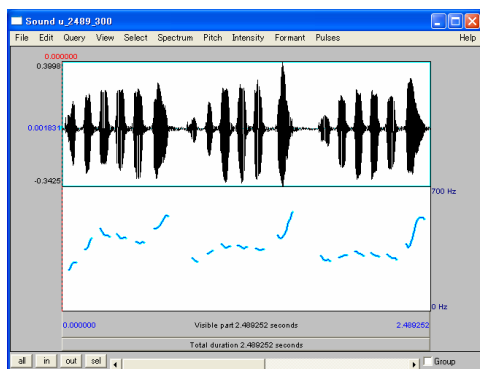 Sound u_2489_300
File Edit Query View Select Spectrum Pitch Intensity Formant Pulses Help
0.000000
0.3998
0.001831
-0.3425
700 Hz
0 Hz
0.000000 Visible part 2.489252 seconds 2.489252
Total duration 2.489252 seconds
all in out sel Group